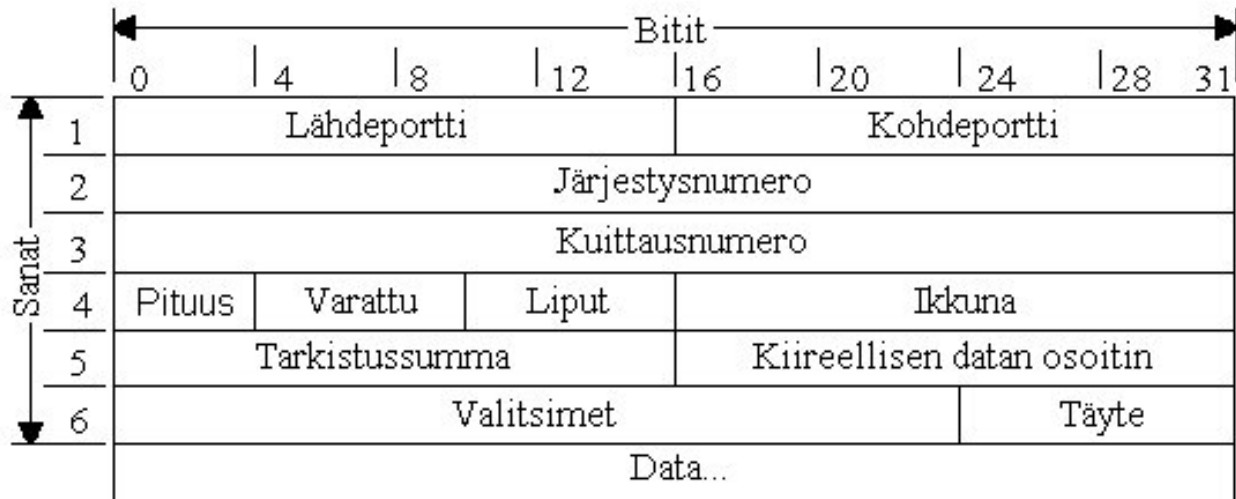 Bitit
0 4 8 12 16 20 24 28 31
Sanat
1 Lähdeportti Kohdeportti
2 Järjestysnumero
3 Kuittausnumero
4 Pituus Varattu Liput Ikkuna
5 Tarkistussumma Kiireellisen datan osoitin
6 Valitsimet Täyte
Data...